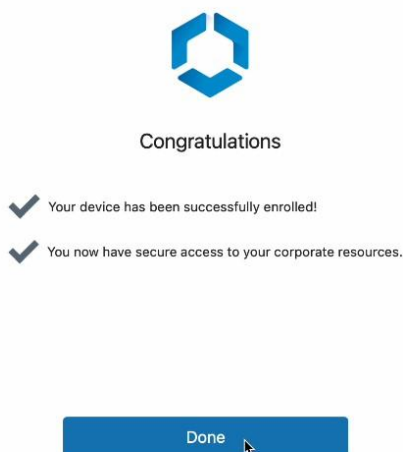 Congratulations
Your device has been successfully enrolled!
You now have secure access to your corporate resources.
Done